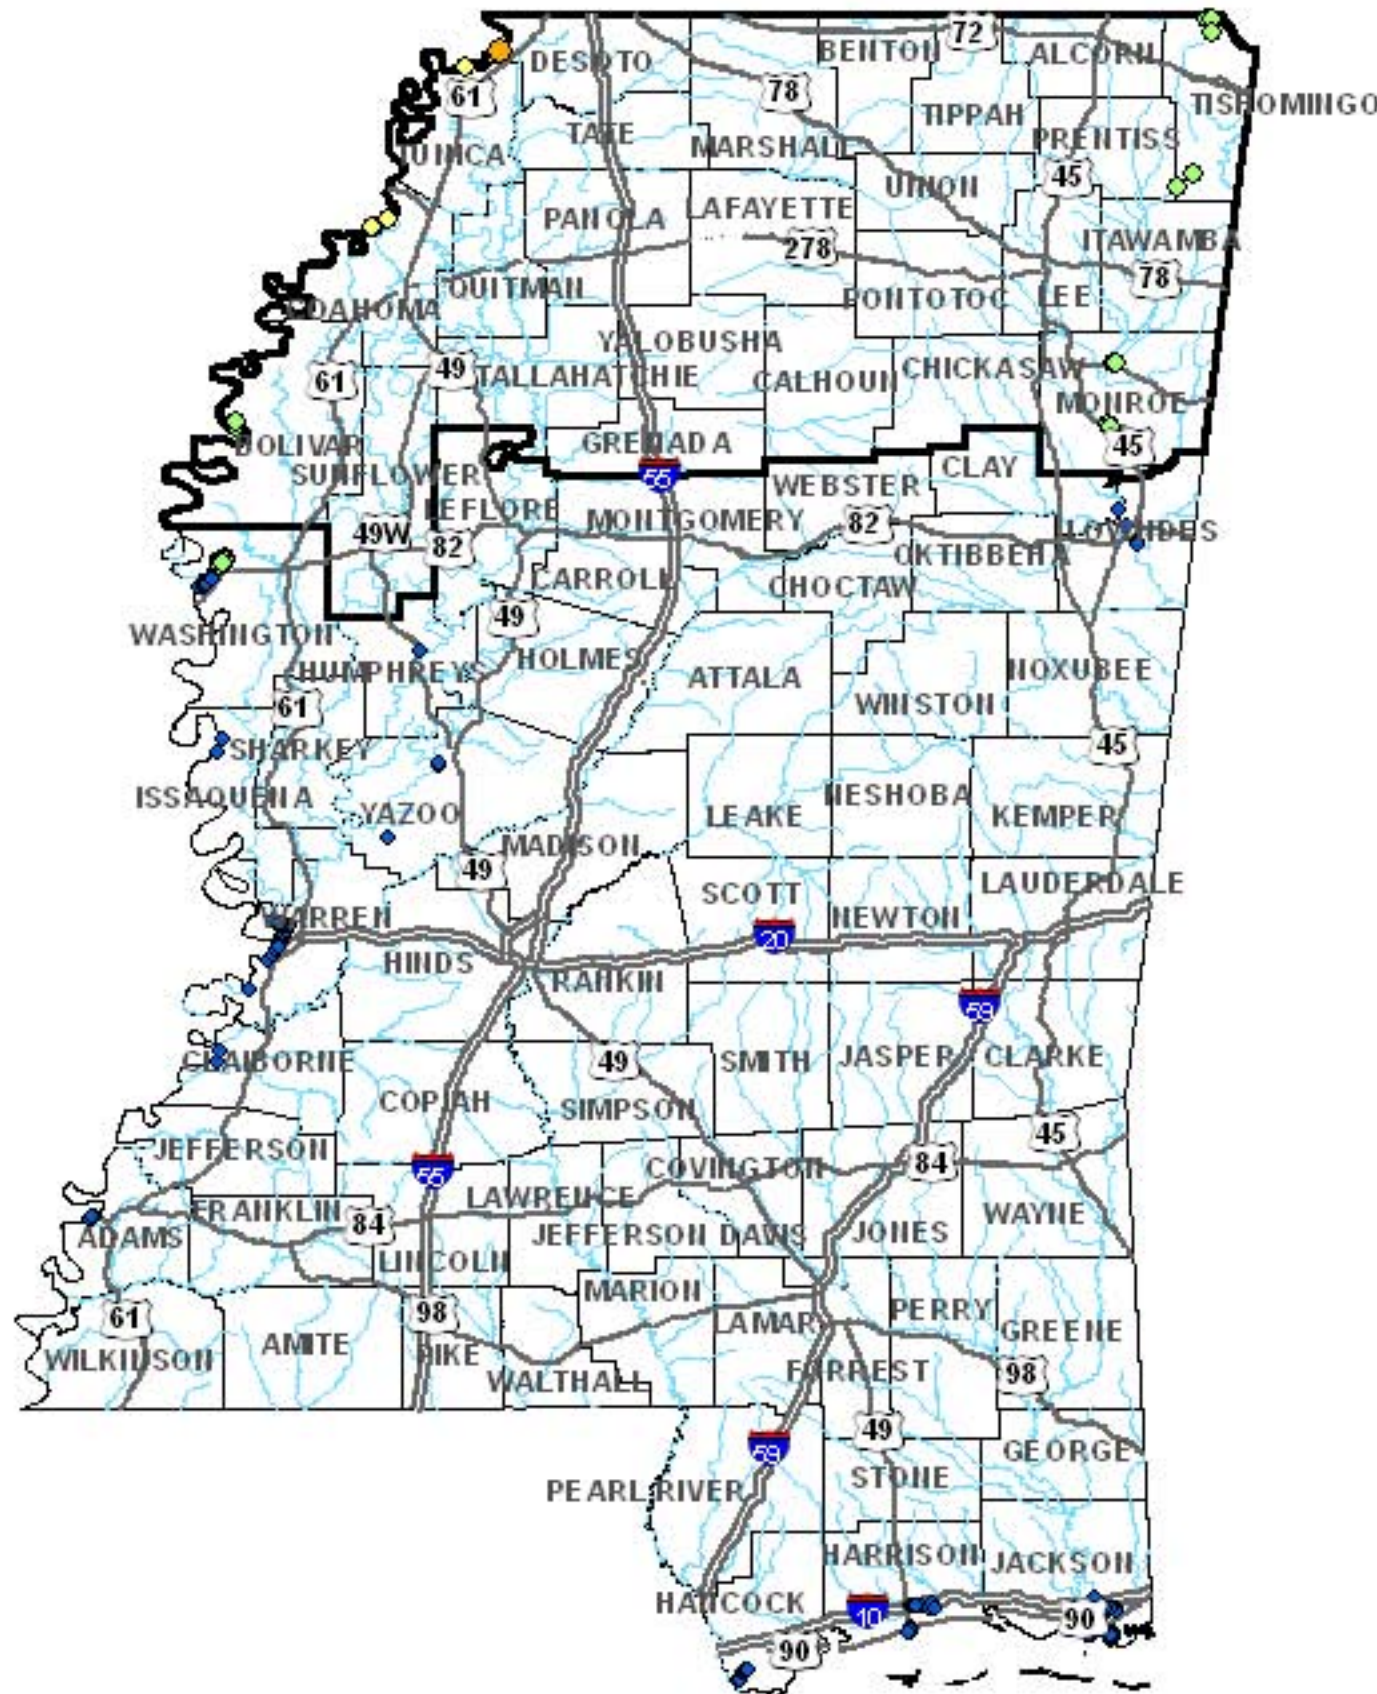 72
BENTON
ALCORN
DESOTO
61
78
TISHOMINGO
TIPPAH
TATE
PRENTISS
MARSHALL
TUNICA
45
UNION
PANOLA
LAFAYETTE
ITAWAMBA
278
78
QUITMAN
PONTOTOC
LEE
COAHOMA
YALOBUSHA
61
49
TALLAHATCHIE
CALHOUN
CHICKASAW
MONROE
BOLIVAR
GRENADA
45
SUNFLOWER
55
CLAY
WEBSTER
LEFLORE
MONTGOMERY
82
49W
LOWNDES
82
OKTIBBEHA
CARROLL
CHOCTAW
49
WASHINGTON
HOLMES
HUMPHREYS
ATTALA
NOXUBEE
61
WINSTON
SHARKEY
45
ISSAQUENA
YAZOO
LEAKE
NESHOBA
KEMPER
MADISON
49
SCOTT
LAUDERDALE
WARREN
NEWTON
20
HINDS
RANKIN
59
CLAIBORNE
49
SMITH
JASPER
CLARKE
COPIAH
SIMPSON
45
JEFFERSON
55
COVINGTON
84
LAWRENCE
FRANKLIN
84
ADAMS
JEFFERSON DAVIS
JONES
WAYNE
LINCOLN
MARION
61
98
LAMAR
PERRY
GREENE
WILKINSON
AMITE
PIKE
WALTHALL
FORREST
98
49
59
GEORGE
PEARL RIVER
STONE
HARRISON
JACKSON
HANCOCK
10
90
90